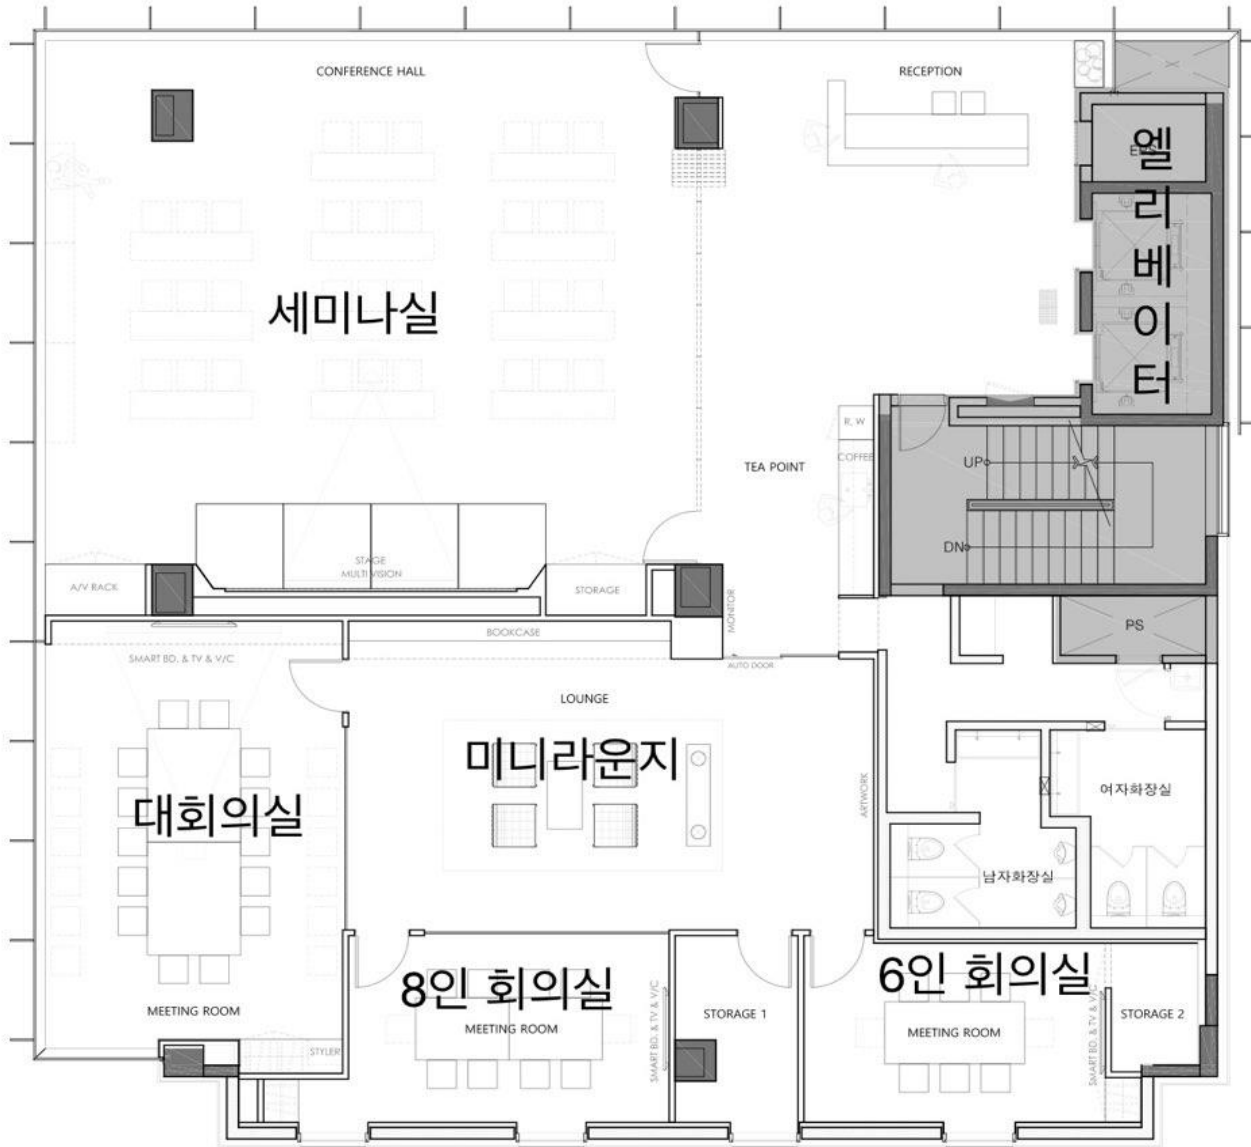 CONFERENCE HALL
RECEPTION
EPS
엘리베이터
세미나실
R. W
COFFEE
TEA POINT
UP
DN
STAGE
MULTI VISION
A/V RACK
STORAGE
MONITOR
PS
BOOKCASE
SMART BD. & TV & V/C
AUTO DOOR
LOUNGE
미니라운지
ARTWORK
여자화장실
대회의실
남자화장실
8인 회의실
6인 회의실
MEETING ROOM
MEETING ROOM
SMART BD. & TV & V/C
STORAGE 1
MEETING ROOM
SMART BD. & TV & V/C
STORAGE 2
STYLER